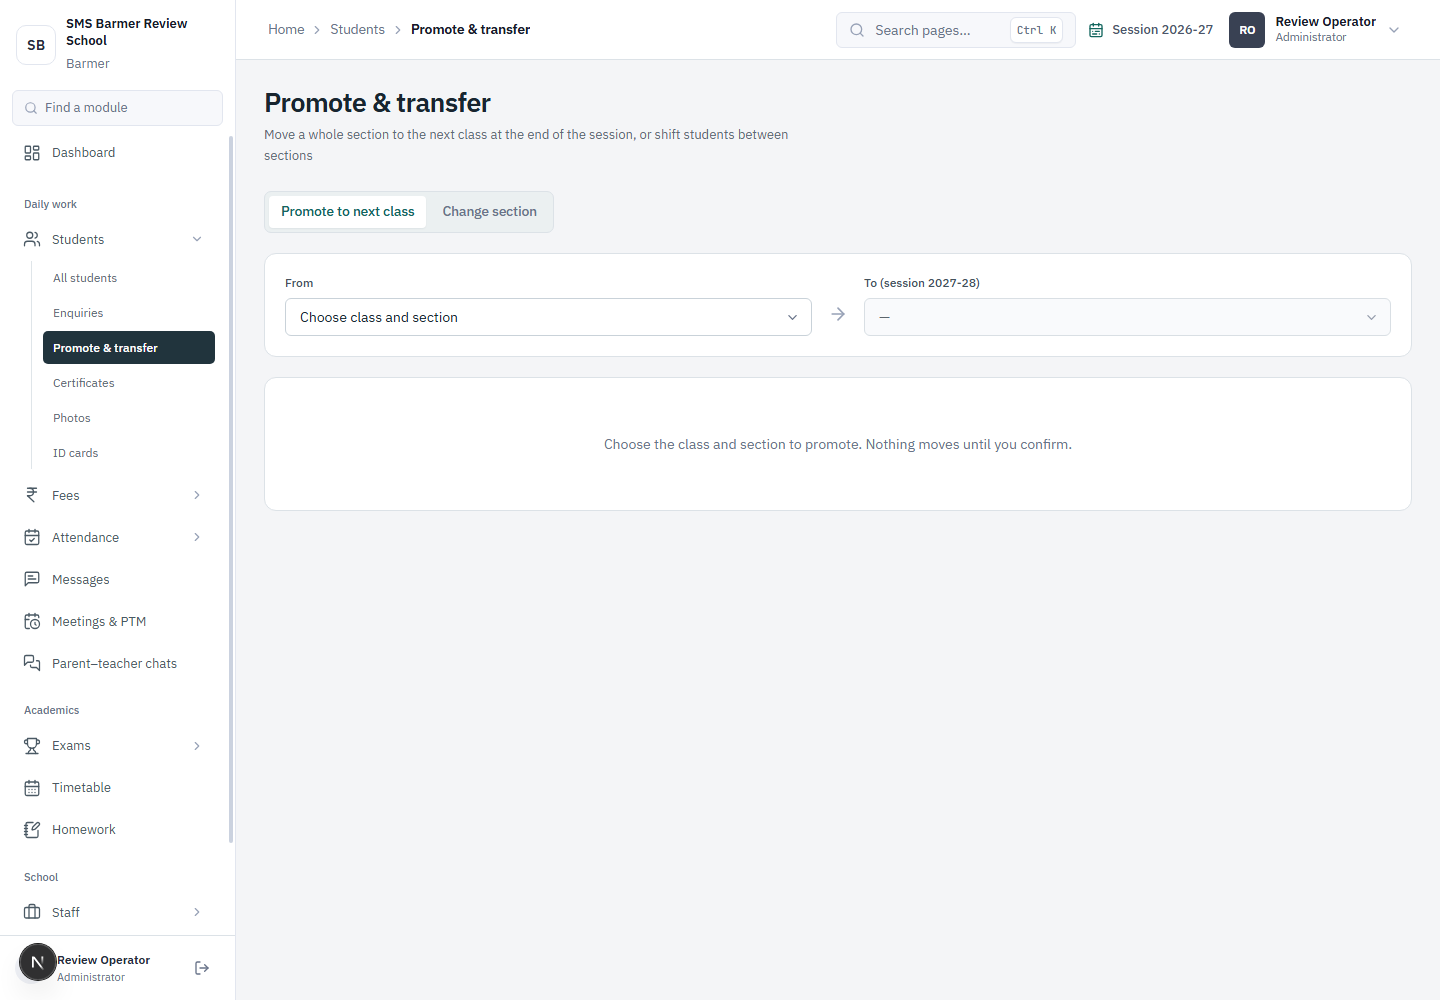 SB
SMS Barmer Review
School
Barmer
Find a module
Dashboard
Daily work
Students
All students
Enquiries
Promote & transfer
Certificates
Photos
ID cards
Fees
Attendance
Messages
Meetings & PTM
Parent–teacher chats
Academics
Exams
Timetable
Homework
School
Staff
N
Review Operator
Administrator
Home
Students
Promote & transfer
Search pages...
Ctrl K
Session 2026-27
RO
Review Operator
Administrator
Promote & transfer
Move a whole section to the next class at the end of the session, or shift students between
sections
Promote to next class
Change section
From
Choose class and section
To (session 2027-28)
—
Choose the class and section to promote. Nothing moves until you confirm.